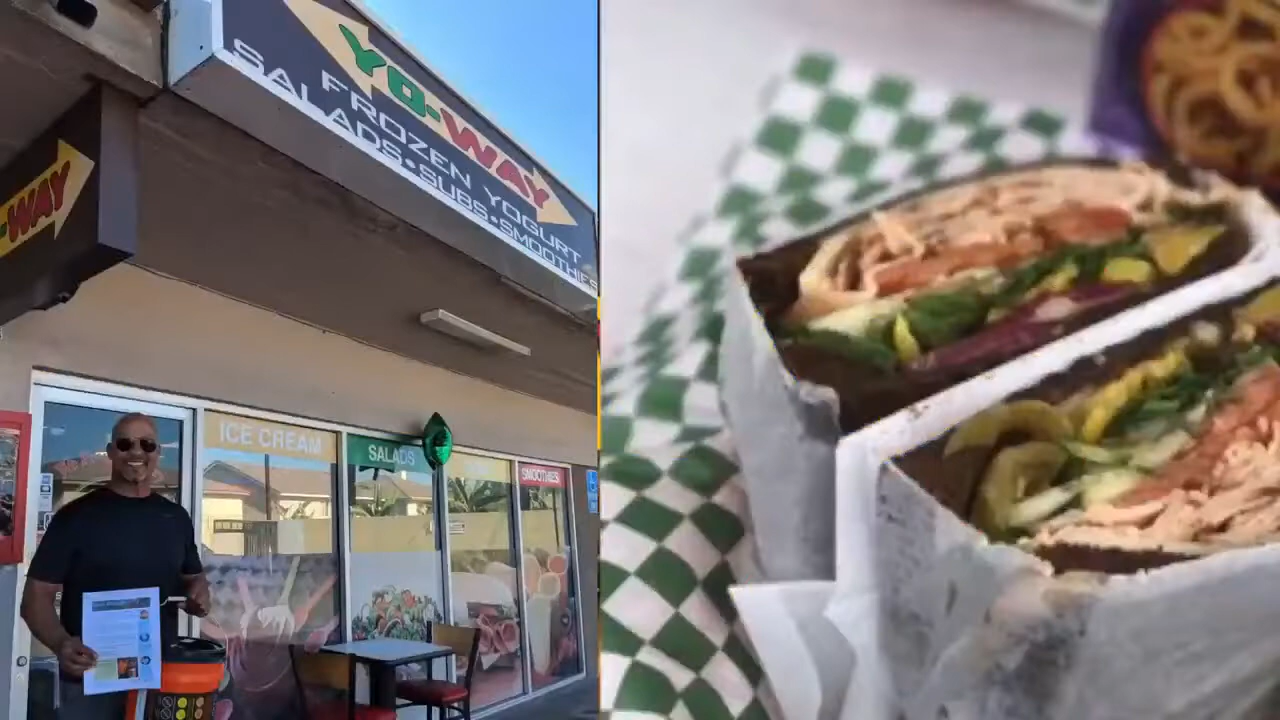 YO-WAY
FROZEN YOGURT
SALADS•SUBS•SMOOTHIES
-WAY
ICE CREAM
SALADS
SMOOTHIES